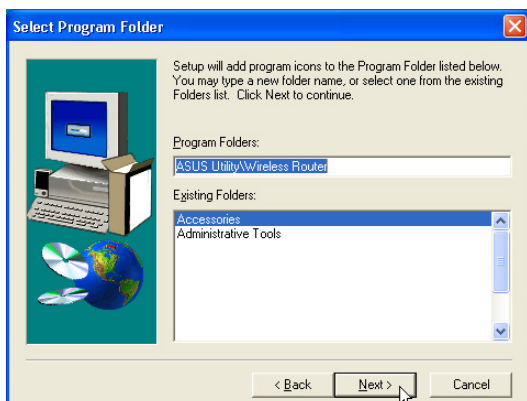 Select Program Folder
Setup will add program icons to the Program Folder listed below.
You may type a new folder name, or select one from the existing
Folders list. Click Next to continue.
Program Folders:
ASUS Utility\Wireless Router
Existing Folders:
Accessories
Administrative Tools
< Back
Next >
Cancel